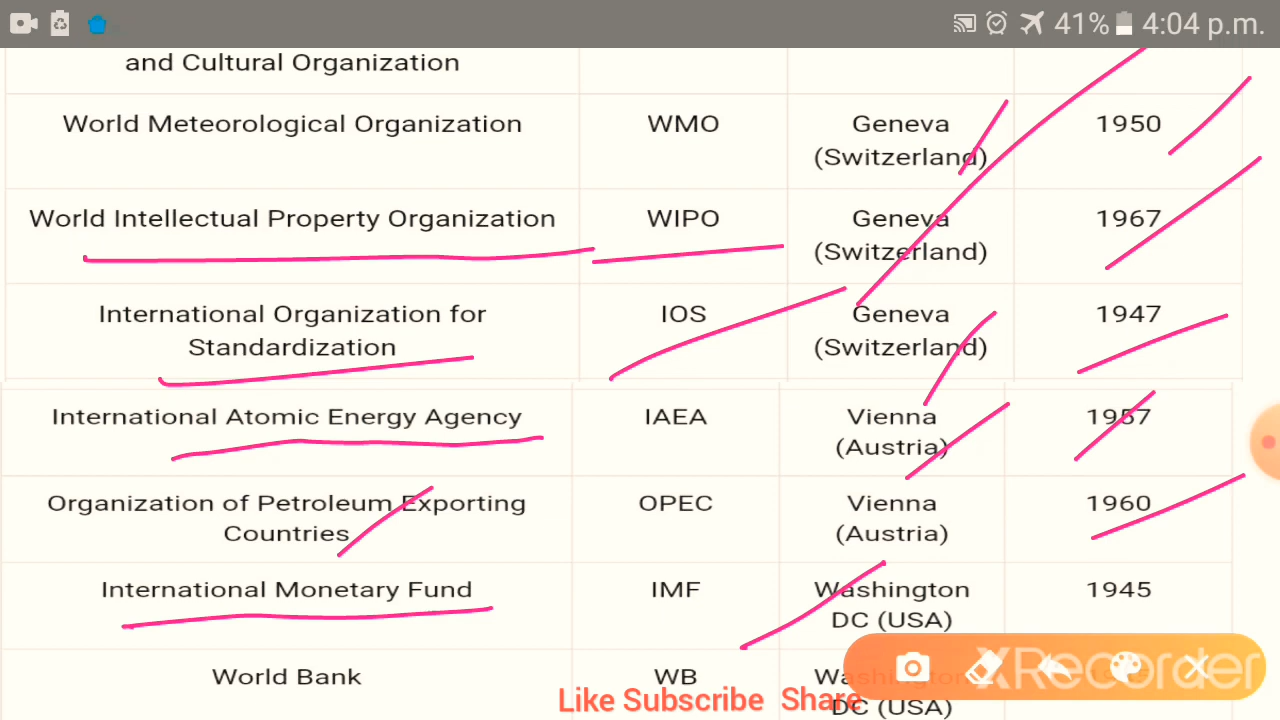 41% 4:04 p.m.
and Cultural Organization
World Meteorological Organization WMO Geneva (Switzerland) 1950
World Intellectual Property Organization WIPO Geneva (Switzerland) 1967
International Organization for Standardization IOS Geneva (Switzerland) 1947
International Atomic Energy Agency IAEA Vienna (Austria) 1957
Organization of Petroleum Exporting Countries OPEC Vienna (Austria) 1960
International Monetary Fund IMF Washington DC (USA) 1945
World Bank WB Washington DC (USA)
Like Subscribe Share
XRecorder